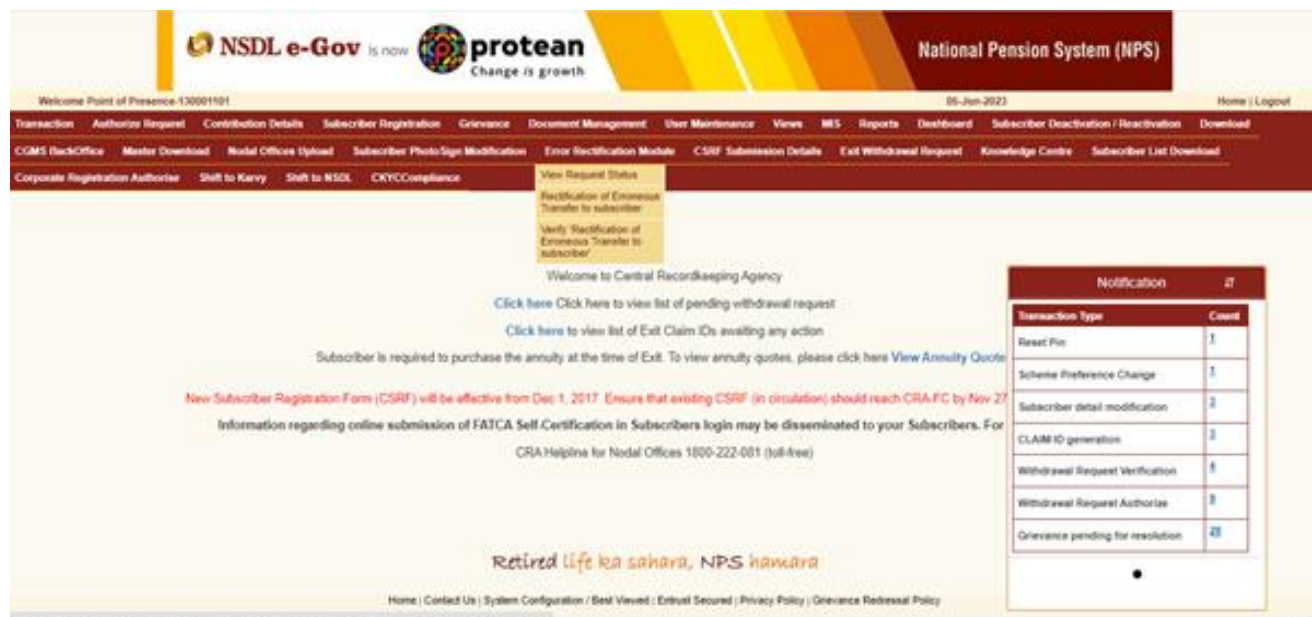 NSDL e-Gov is now protean
Change is growth
National Pension System (NPS)
Welcome Point of Presence-130001101 05-Jun-2023 Home | Logout
Transaction Authorize Request Contribution Details Subscriber Registration Grievance Document Management User Maintenance Views MIS Reports Dashboard Subscriber Deactivation / Reactivation Download
CGMS BackOffice Master Download Nodal Offices Upload Subscriber Photo Sign Modification Error Rectification Module CSRF Submission Details Exit Withdrawal Request Knowledge Centre Subscriber List Download
Corporate Registration Authorise Shift to Karvy Shift to NSDL CKYCCompliance
View Request Status
Rectification of Erroneous
Transfer to subscriber
Verify 'Rectification of
Erroneous Transfer to
subscriber'
Welcome to Central Recordkeeping Agency
Click here Click here to view list of pending withdrawal request
Click here to view list of Exit Claim IDs awaiting any action
Subscriber is required to purchase the annuity at the time of Exit. To view annuity quotes, please click here View Annuity Quote
New Subscriber Registration Form (CSRF) will be effective from Dec 1, 2017. Ensure that existing CSRF (in circulation) should reach CRA-FC by Nov 27
Information regarding online submission of FATCA Self-Certification in Subscribers login may be disseminated to your Subscribers. For
CRA Helpline for Nodal Offices 1800-222-081 (toll-free)
Notification
Transaction Type Count
Reset Pin 1
Scheme Preference Change 1
Subscriber detail modification
CLAIM ID generation
Withdrawal Request Verification
Withdrawal Request Authorize
Grievance pending for resolution
Retired life ka sahara, NPS hamara
Home | Contact Us | System Configuration / Best Viewed | Entrust Secured | Privacy Policy | Grievance Redressal Policy